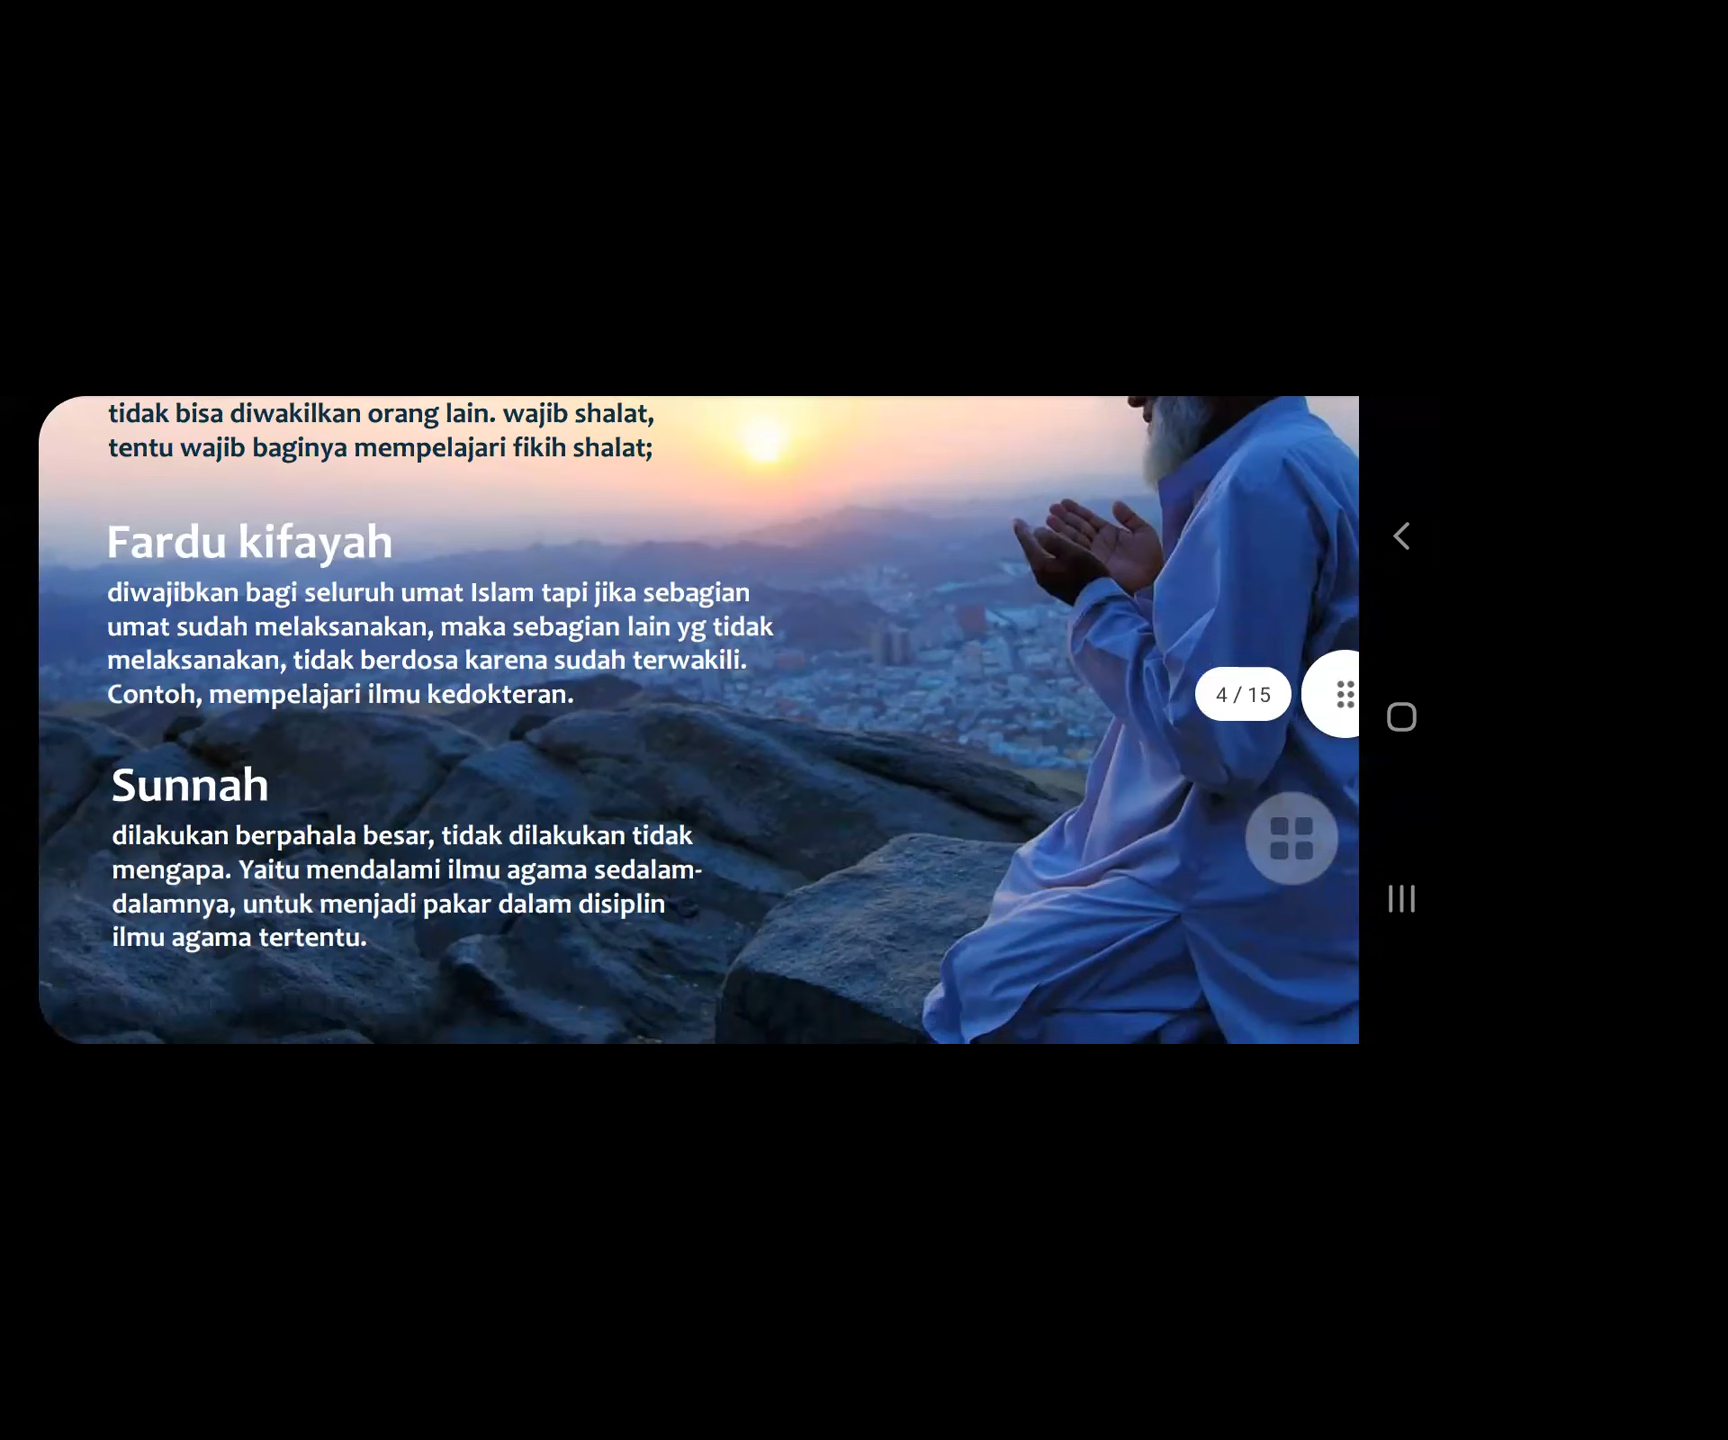 tidak bisa diwakilkan orang lain. wajib shalat,
tentu wajib baginya mempelajari fikih shalat;
Fardu kifayah
diwajibkan bagi seluruh umat Islam tapi jika sebagian
umat sudah melaksanakan, maka sebagian lain yg tidak
melaksanakan, tidak berdosa karena sudah terwakili.
Contoh, mempelajari ilmu kedokteran.
4 / 15
Sunnah
dilakukan berpahala besar, tidak dilakukan tidak
mengapa. Yaitu mendalami ilmu agama sedalam-
dalamnya, untuk menjadi pakar dalam disiplin
ilmu agama tertentu.